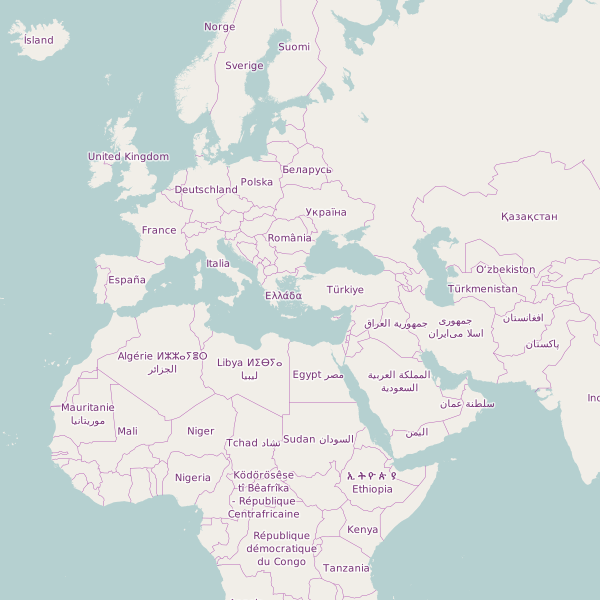 Norge
Ísland
Suomi
Sverige
United Kingdom
Беларусь
Polska
Deutschland
Україна
Қазақстан
France
România
Italia
Oʻzbekiston
España
Türkiye
Türkmenistan
Ελλάδα
افغانستان
جمهوری
اسلامی‌ایران
جمهورية العراق
پاکستان
Algérie ⵍⵣⵣⴰⵢⴻⵔ
الجزائر
Libya ⵍⵉⴱⵢⴰ
ليبيا
Egypt مصر
المملكة العربية
السعودية
سلطنة عمان
Mauritanie
موريتانيا
Mali
Niger
Tchad تشاد
Sudan السودان
اليمن
Nigeria
Ködörösêse
tî Bêafrîka
- République
Centrafricaine
ኢትዮጵያ
Ethiopia
République
démocratique
du Congo
Kenya
Tanzania